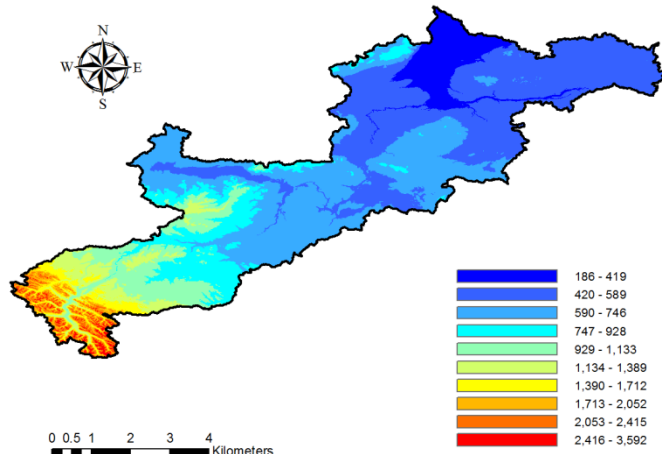 N
W E
S
186 - 419
420 - 589
590 - 746
747 - 928
929 - 1,133
1,134 - 1,389
1,390 - 1,712
1,713 - 2,052
2,053 - 2,415
2,416 - 3,592
0 0.5 1 2 3 4
Kilometers